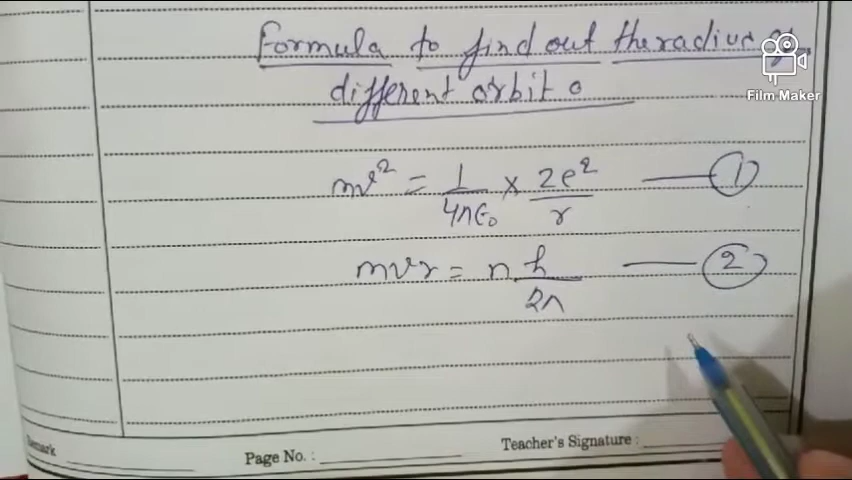 Formula to find out the radius of
different orbit o
Film Maker
mv² = 1/4πε₀ × Ze²/r —— ①
mvr = n h/2π —— ②
Remark
Page No. :
Teacher's Signature :